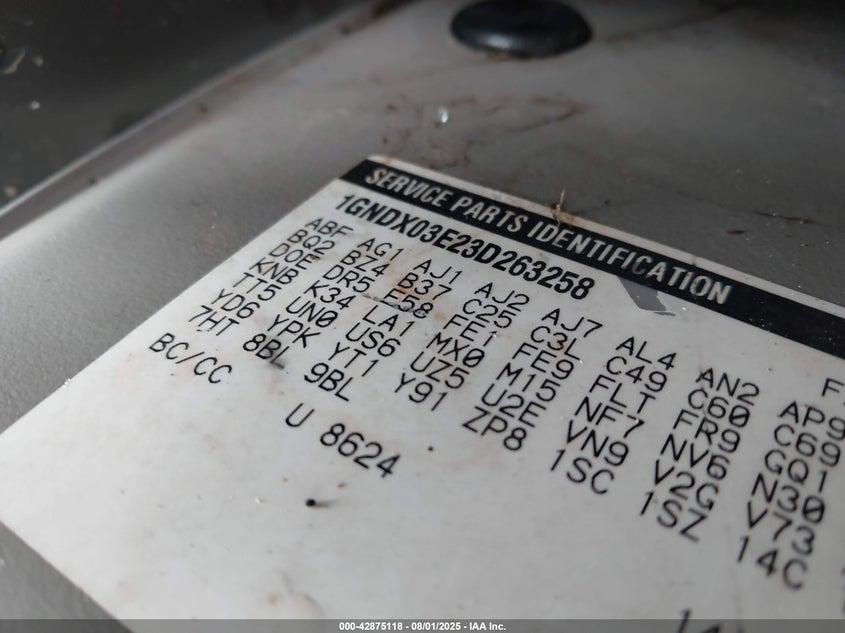 SERVICE PARTS IDENTIFICATION
1GNDX03E23D263258
ABF AG1 AJ1 AJ2 AJ7 AL4 AN2 AP9
BQ2 BZ4 B37 C25 C3L C49 C60 C69
DOE DR5 E58 FE1 FE9 FLT FR9 GQ1
KNB K34 LA1 MX0 M15 NF7 NV6 N30
TT5 UN0 US6 UZ5 U2E VN9 V2G V73
YD6 YPK YT1 Y91 ZP8 1SC 1SZ 14C
7HT 8BL 9BL
BC/CC U 8624
000-42875118 - 08/01/2025 - IAA Inc.